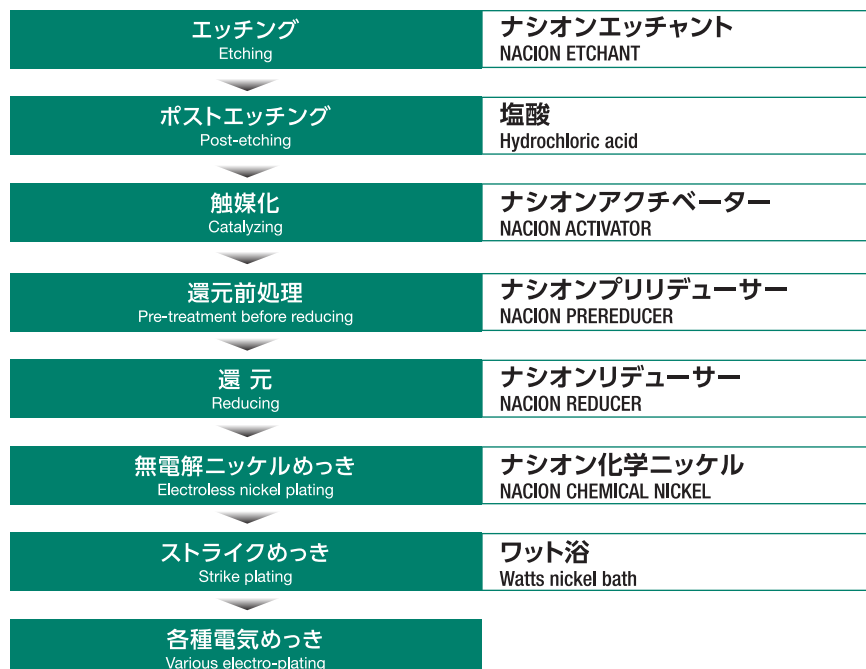 エッチング
Etching
ナシオンエッチャント
NACION ETCHANT
ポストエッチング
Post-etching
塩酸
Hydrochloric acid
触媒化
Catalyzing
ナシオンアクチベーター
NACION ACTIVATOR
還元前処理
Pre-treatment before reducing
ナシオンプリリデューサー
NACION PREREDUCER
還 元
Reducing
ナシオンリデューサー
NACION REDUCER
無電解ニッケルめっき
Electroless nickel plating
ナシオン化学ニッケル
NACION CHEMICAL NICKEL
ストライクめっき
Strike plating
ワット浴
Watts nickel bath
各種電気めっき
Various electro-plating